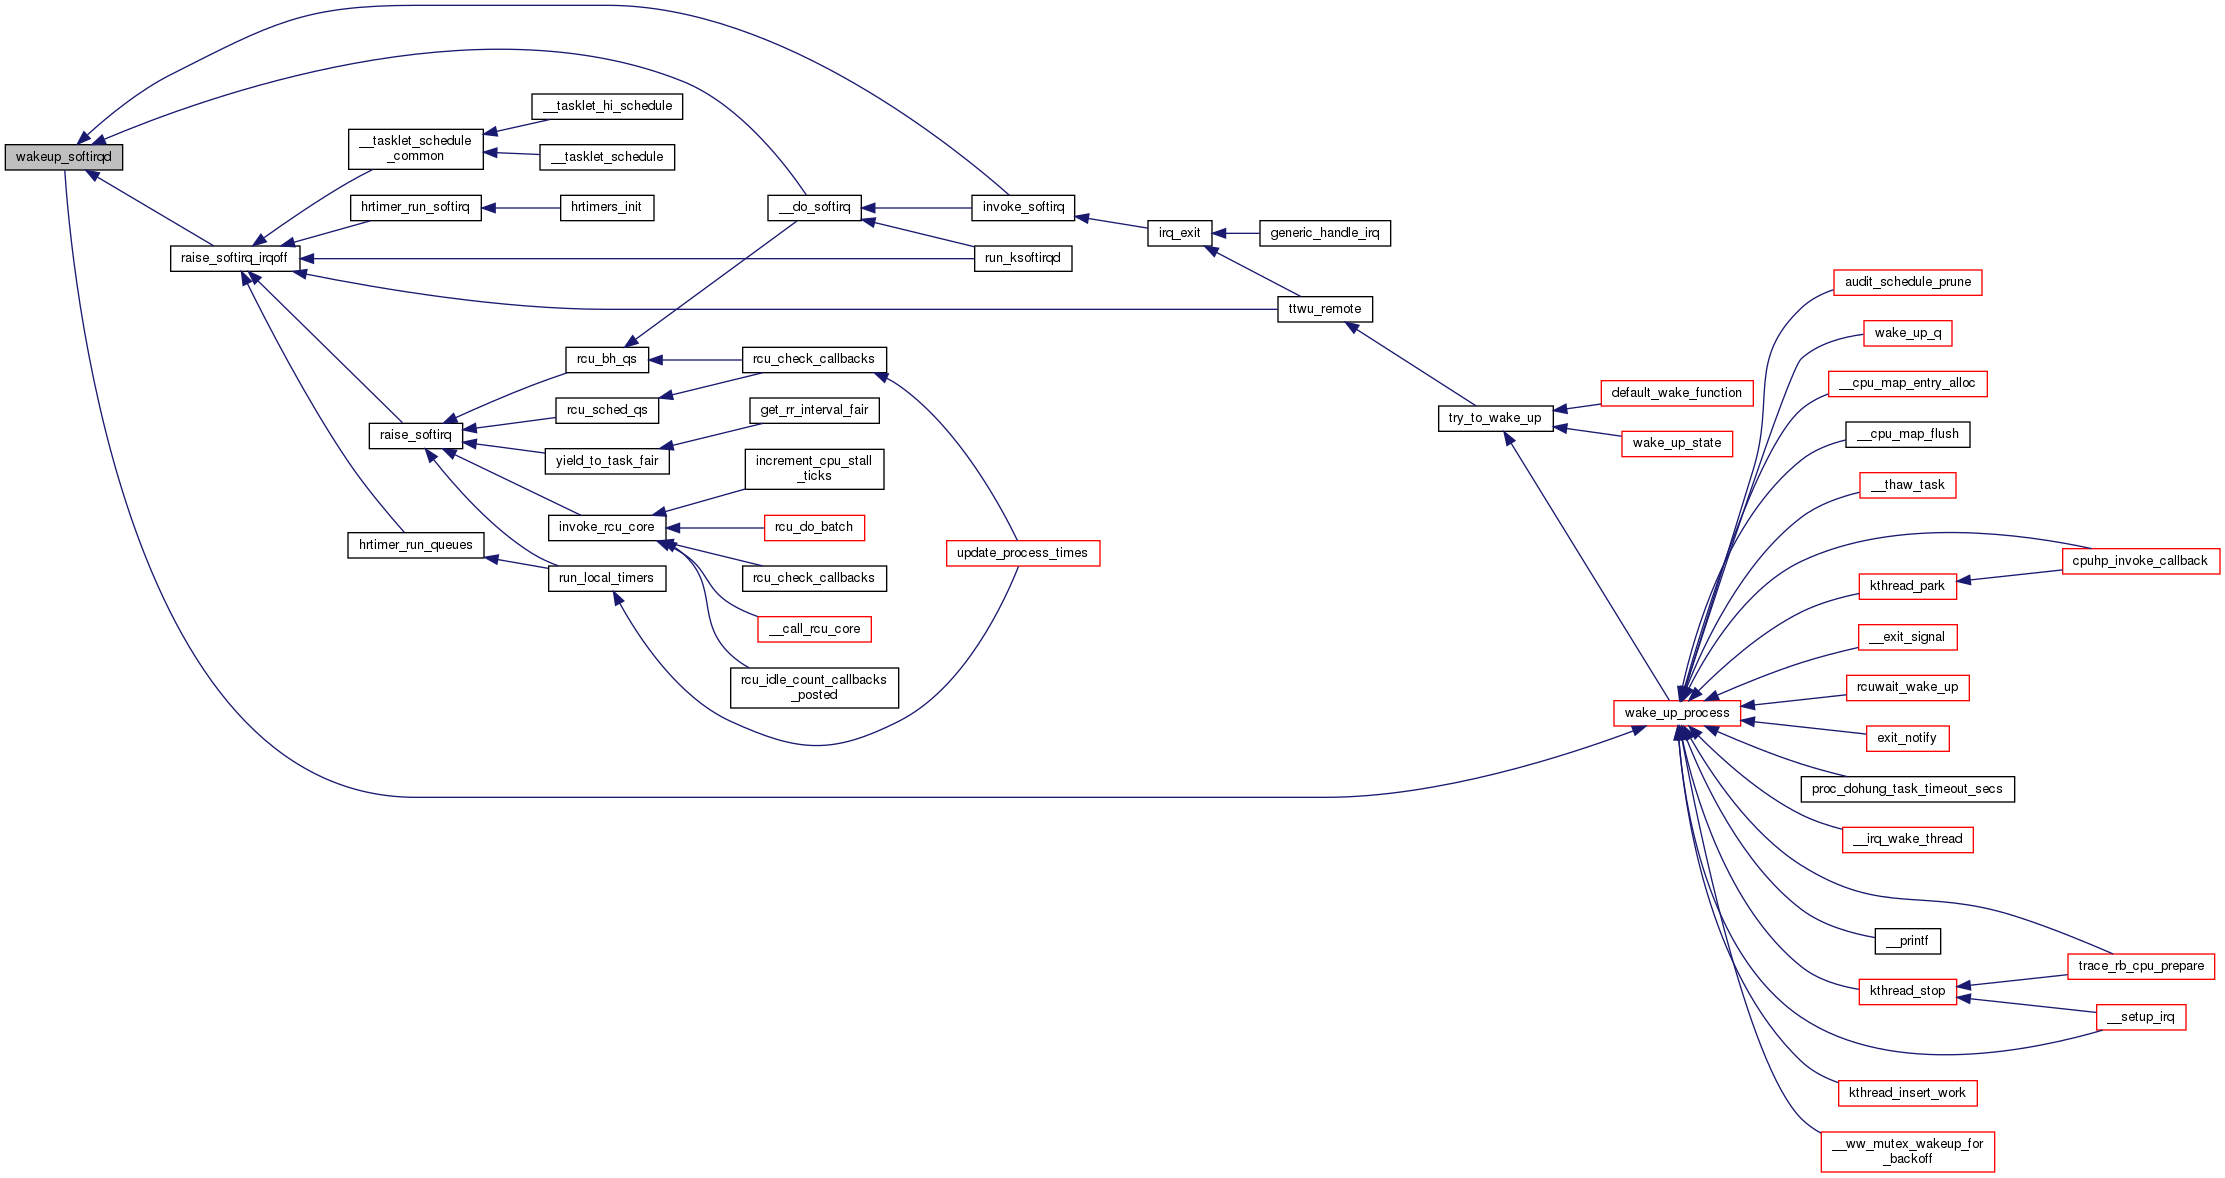 wakeup_softirqd
raise_softirq_irqoff
__tasklet_schedule
_common
hrtimer_run_softirq
raise_softirq
hrtimer_run_queues
__tasklet_hi_schedule
__tasklet_schedule
hrtimers_init
rcu_bh_qs
rcu_sched_qs
yield_to_task_fair
invoke_rcu_core
run_local_timers
__do_softirq
rcu_check_callbacks
get_rr_interval_fair
increment_cpu_stall
_ticks
rcu_do_batch
rcu_check_callbacks
__call_rcu_core
rcu_idle_count_callbacks
_posted
invoke_softirq
run_ksoftirqd
update_process_times
irq_exit
generic_handle_irq
ttwu_remote
try_to_wake_up
default_wake_function
wake_up_state
wake_up_process
audit_schedule_prune
wake_up_q
__cpu_map_entry_alloc
__cpu_map_flush
__thaw_task
kthread_park
__exit_signal
rcuwait_wake_up
exit_notify
proc_dohung_task_timeout_secs
__irq_wake_thread
__printf
kthread_stop
kthread_insert_work
__ww_mutex_wakeup_for
_backoff
cpuhp_invoke_callback
trace_rb_cpu_prepare
__setup_irq